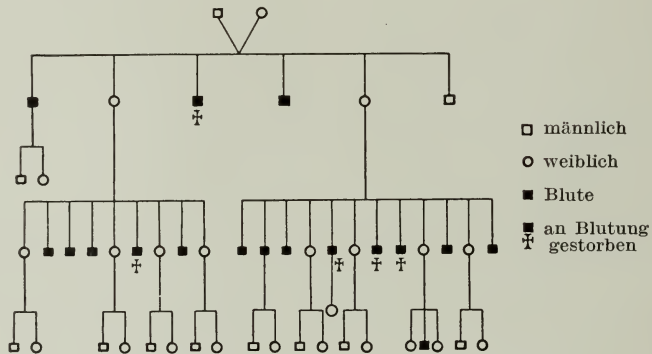 männlich
weiblich
Blute
an Blutung
gestorben